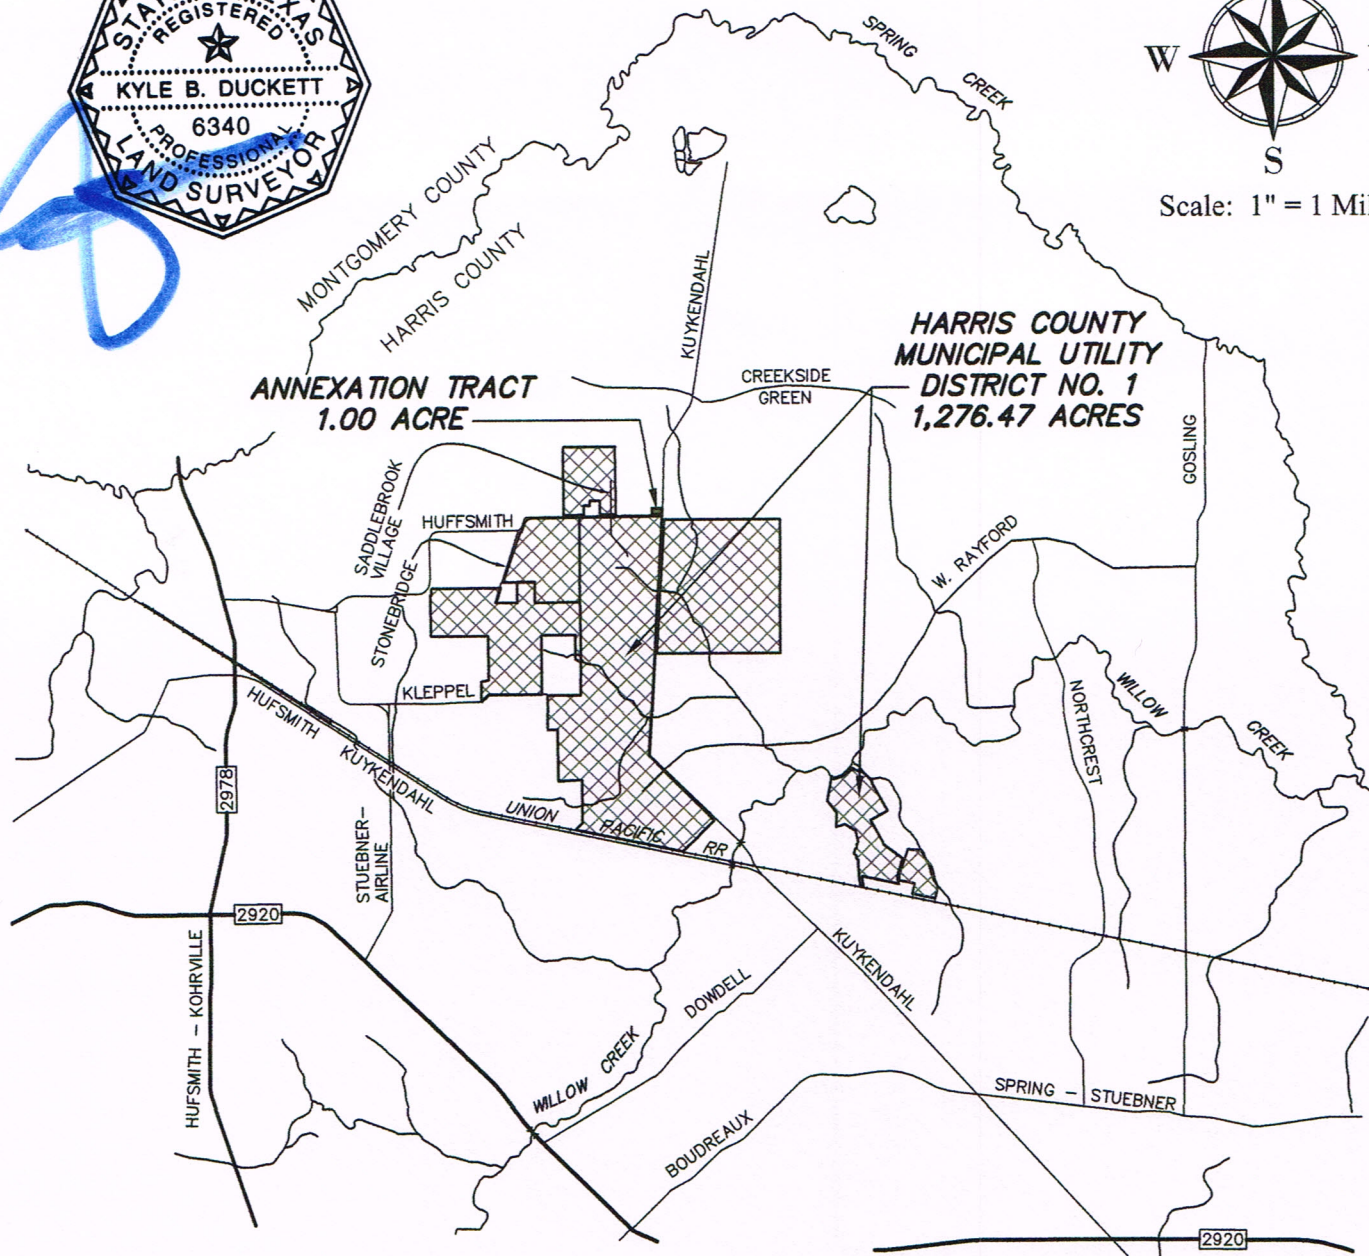 REGISTERED
KYLE B. DUCKETT
6340
PROFESSIONAL
LAND SURVEYOR
SPRING
CREEK
W
S
Scale: 1" = 1
MONTGOMERY COUNTY
HARRIS COUNTY
KUYKENDAHL
HARRIS COUNTY
MUNICIPAL UTILITY
DISTRICT NO. 1
1,276.47 ACRES
ANNEXATION TRACT
1.00 ACRE
CREEKSIDE
GREEN
GOSLING
SADDLEBROOK
VILLAGE
HUFFSMITH
STONEBRIDGE
W. RAYFORD
KLEPPEL
HUFSMITH
KUYKENDAHL
NORTHCREST
WILLOW
CREEK
2978
UNION
PACIFIC
RR
STUEBNER-
AIRLINE
2920
HUFSMITH - KOHRVILLE
KUYKENDAHL
DOWDELL
WILLOW CREEK
SPRING - STUEBNER
BOUDREAUX
2920